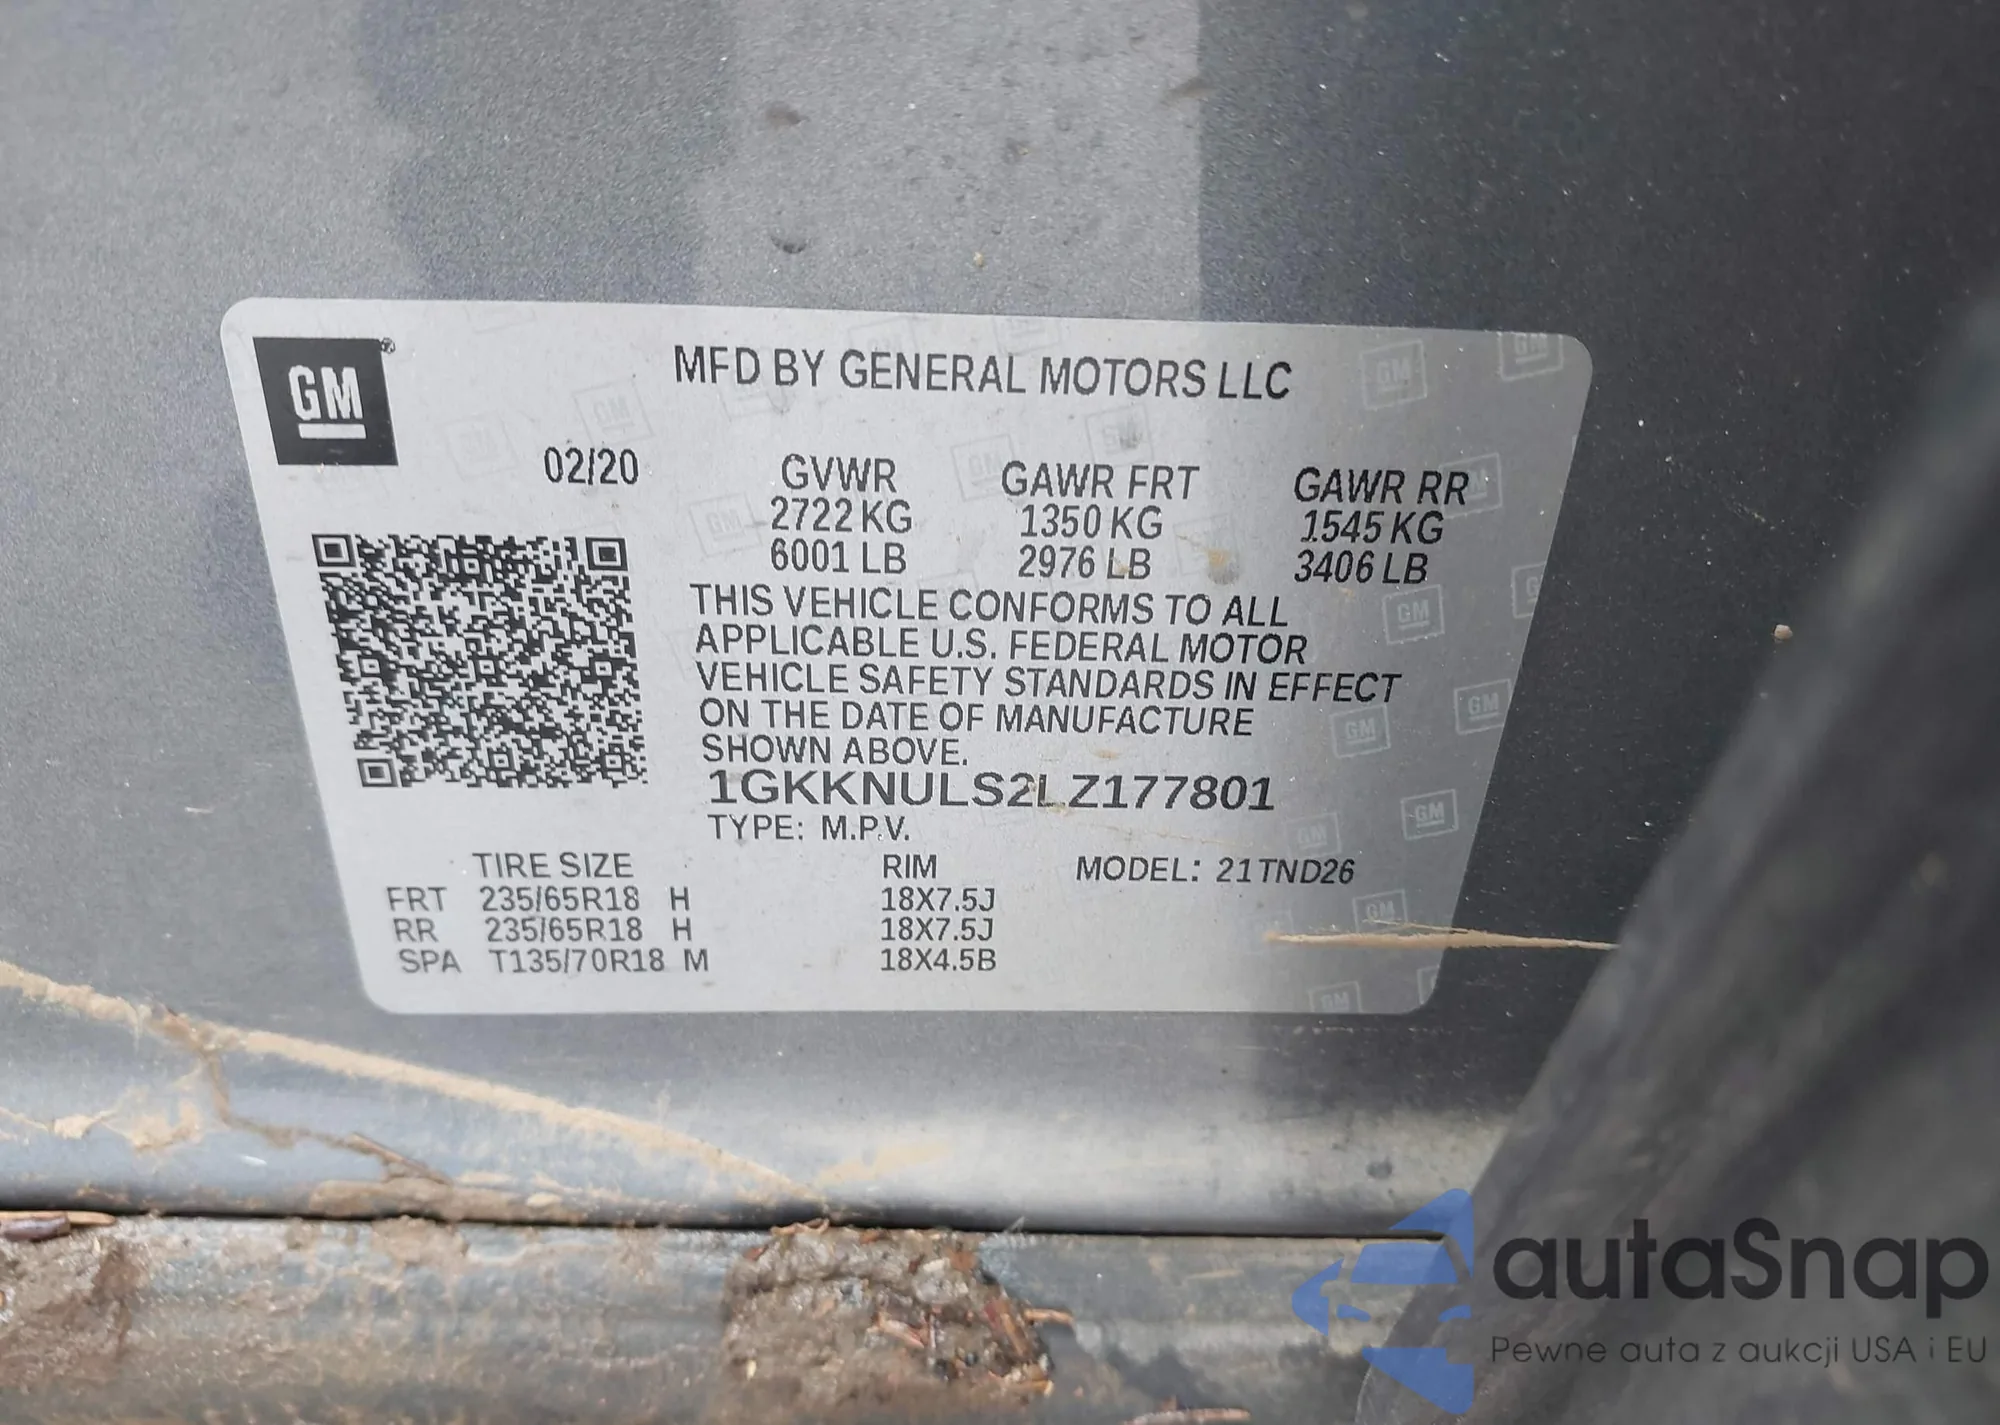 GM
MFD BY GENERAL MOTORS LLC
02/20
GVWR GAWR FRT GAWR RR
2722 KG 1350 KG 1545 KG
6001 LB 2976 LB 3406 LB
THIS VEHICLE CONFORMS TO ALL
APPLICABLE U.S. FEDERAL MOTOR
VEHICLE SAFETY STANDARDS IN EFFECT
ON THE DATE OF MANUFACTURE
SHOWN ABOVE.
1GKKNULS2LZ177801
TYPE: M.P.V.
TIRE SIZE RIM MODEL: 21TND26
FRT 235/65R18 H 18X7.5J
RR 235/65R18 H 18X7.5J
SPA T135/70R18 M 18X4.5B
autaSnap
Pewne auta z aukcji USA i EU